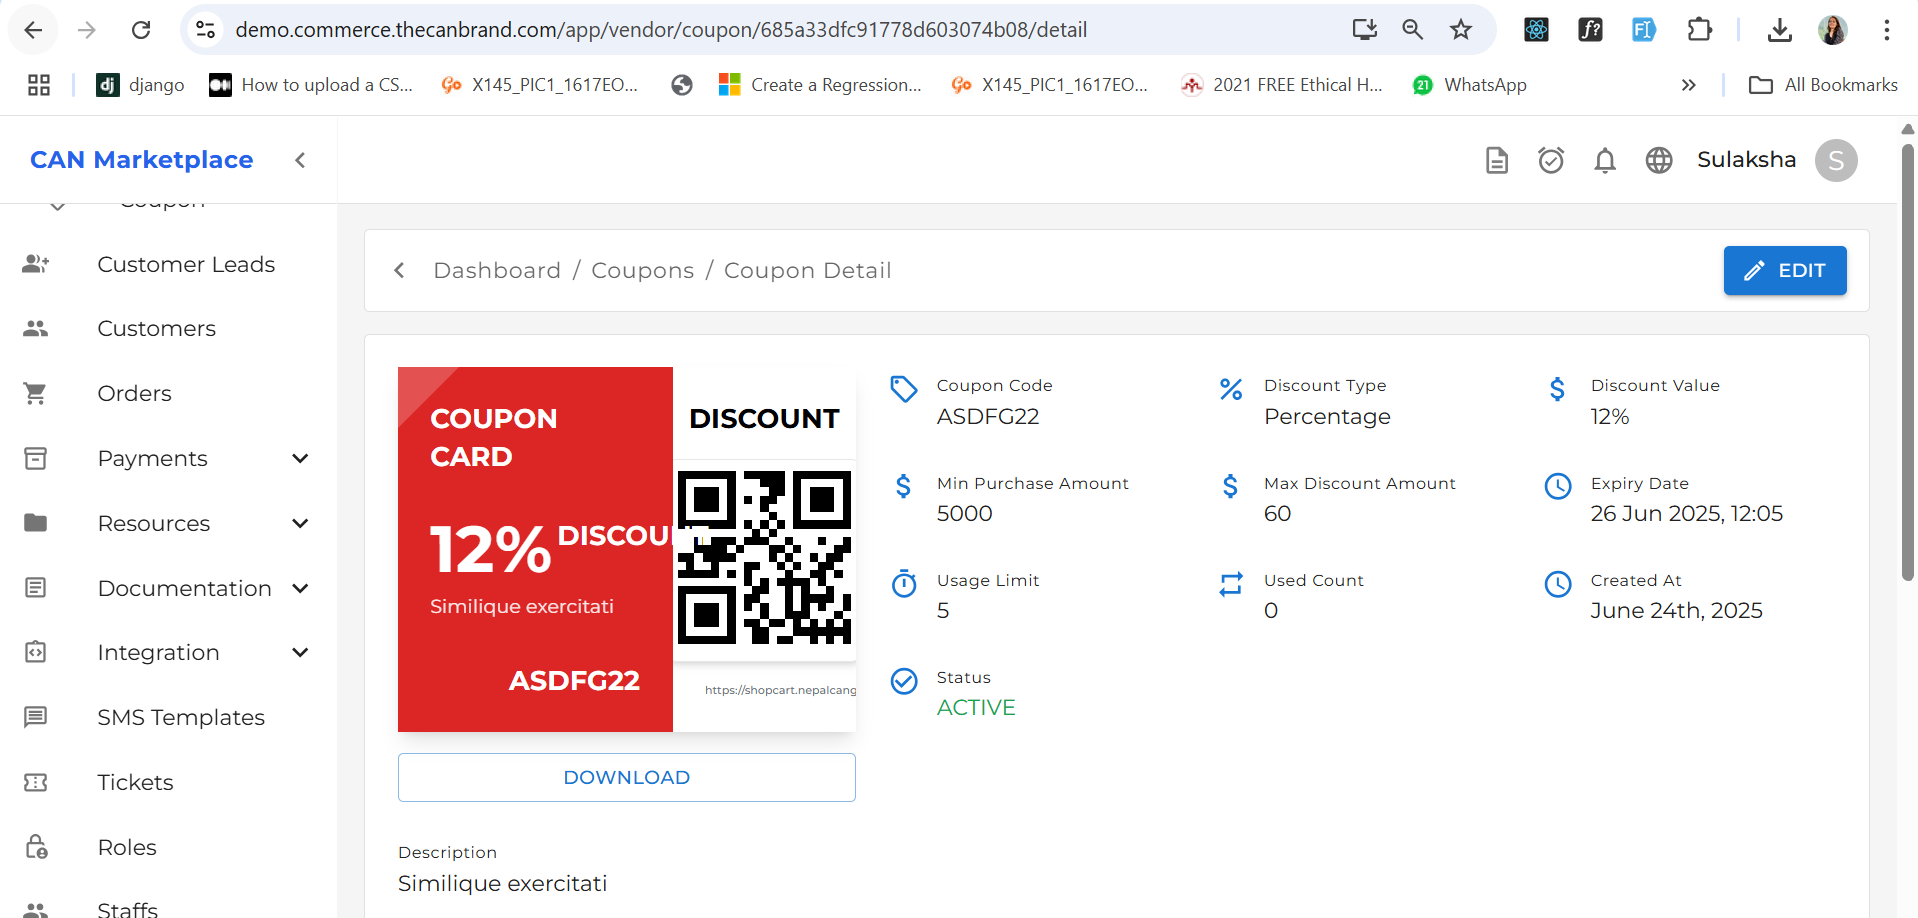 demo.commerce.thecanbrand.com/app/vendor/coupon/685a33dfc91778d603074b08/detail
django
How to upload a CS...
X145_PIC1_1617EO...
Create a Regression...
X145_PIC1_1617EO...
2021 FREE Ethical H...
21
WhatsApp
All Bookmarks
CAN Marketplace
Sulaksha
S
Coupon
Customer Leads
Customers
Orders
Payments
Resources
Documentation
Integration
SMS Templates
Tickets
Roles
Staffs
Dashboard / Coupons / Coupon Detail
EDIT
COUPON
CARD
12% DISCOUNT
Similique exercitati
ASDFG22
DISCOUNT
https://shopcart.nepalcang
DOWNLOAD
Coupon Code
ASDFG22
Discount Type
Percentage
Discount Value
12%
Min Purchase Amount
5000
Max Discount Amount
60
Expiry Date
26 Jun 2025, 12:05
Usage Limit
5
Used Count
0
Created At
June 24th, 2025
Status
ACTIVE
Description
Similique exercitati